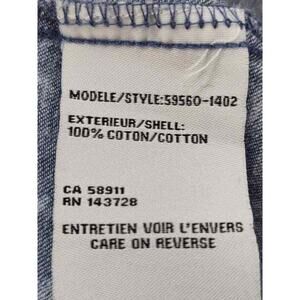 MODELE/STYLE:59560-1402
EXTERIEUR/SHELL:
100% COTON/COTTON
CA 58911
RN 143728
ENTRETIEN VOIR L'ENVERS
CARE ON REVERSE